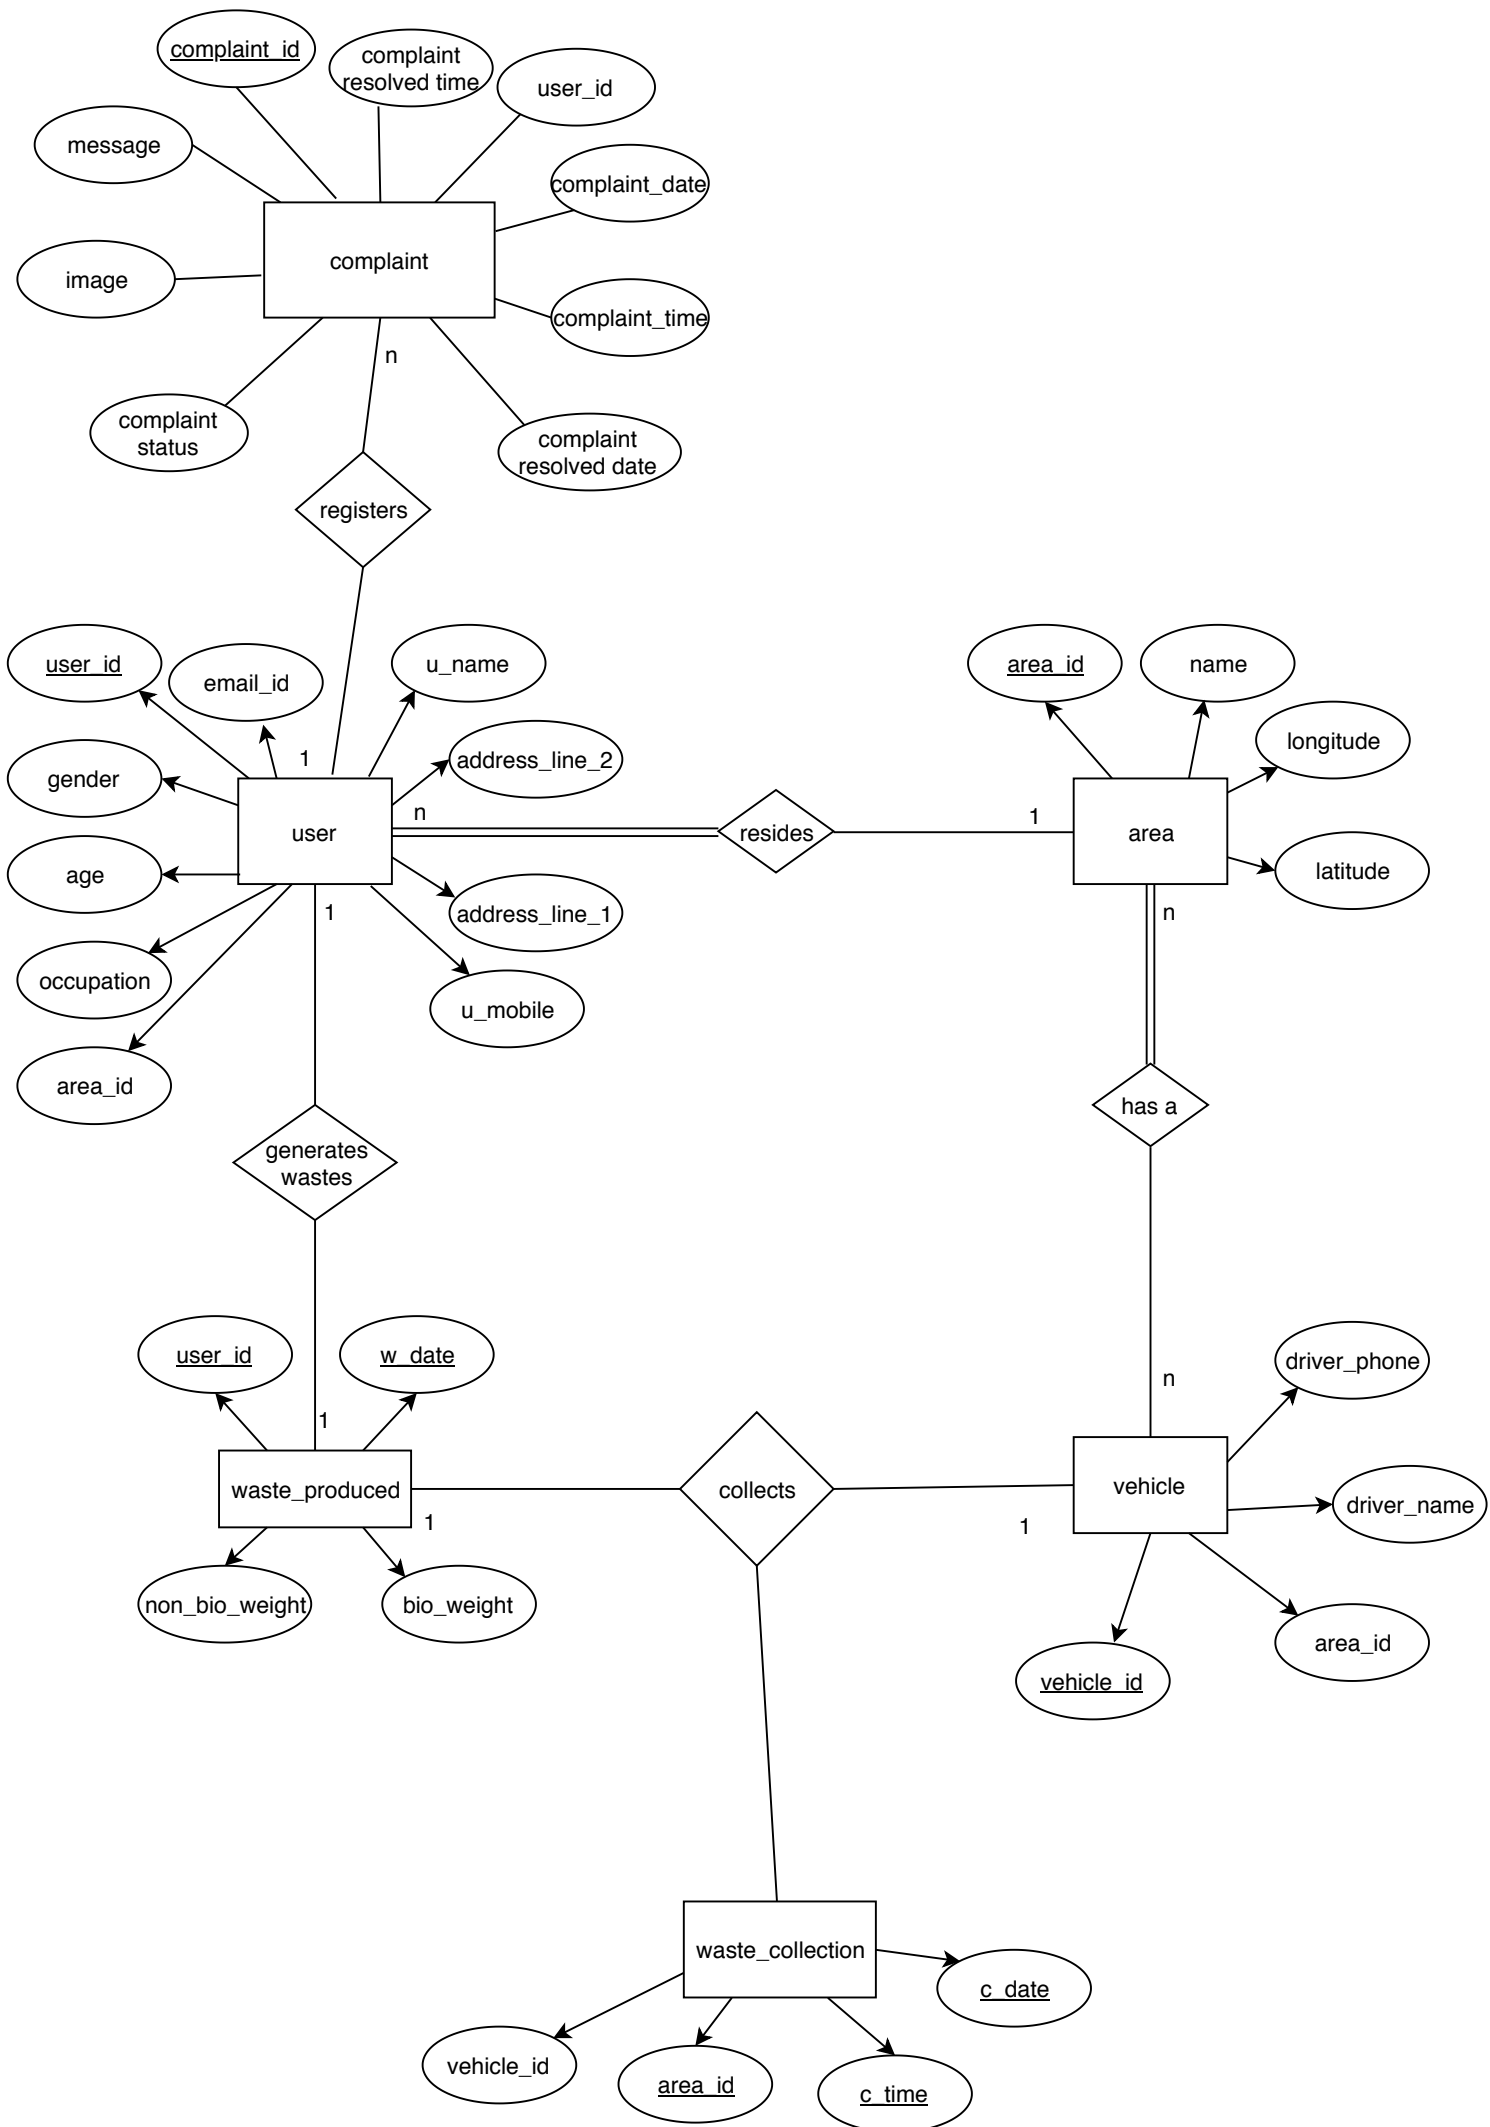 complaint_id
complaint
resolved time
user_id
message
complaint_date
complaint
image
complaint_time
n
complaint
status
complaint
resolved date
registers
user_id
email_id
u_name
area_id
name
longitude
address_line_2
1
gender
n
user
resides
1
area
age
latitude
address_line_1
1
n
occupation
u_mobile
area_id
has a
generates
wastes
user_id
w_date
driver_phone
n
1
waste_produced
collects
vehicle
driver_name
1
1
non_bio_weight
bio_weight
area_id
vehicle_id
waste_collection
c_date
vehicle_id
area_id
c_time